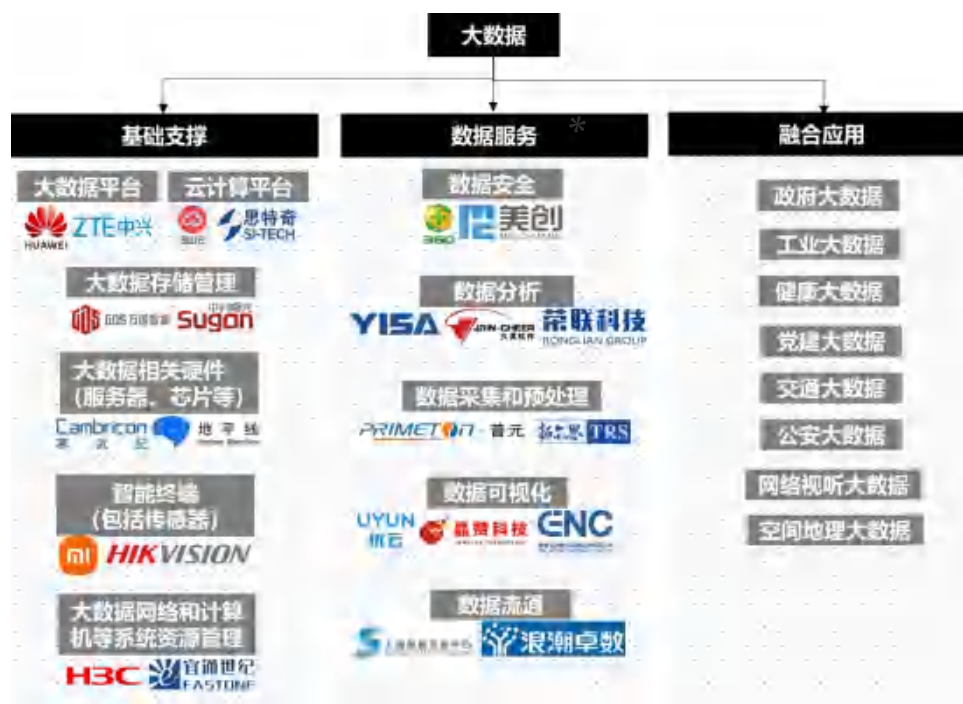 大数据
基础支撑
大数据平台
云计算平台
HUAWEI
ZTE中兴
思特奇
SI-TECH
大数据存储管理
GDS
Sugon
大数据相关硬件
(服务器、芯片等)
Cambricon
寒 武 纪
地 平 线
智能终端
(包括传感器)
mi
HIKVISION
大数据网络和计算
机等系统资源管理
H3C
宜通世纪
EASTONE
数据服务 *
数据安全
360
美创
数据分析
YISA
JOIN-CHEER
久其软件
荣联科技
RONGLIAN GROUP
数据采集和预处理
PRIMETON 普元
拓尔思 TRS
数据可视化
UYUN
优云
晶赞科技
数据流通
浪潮卓数
融合应用
政府大数据
工业大数据
健康大数据
党建大数据
交通大数据
公安大数据
网络视听大数据
空间地理大数据